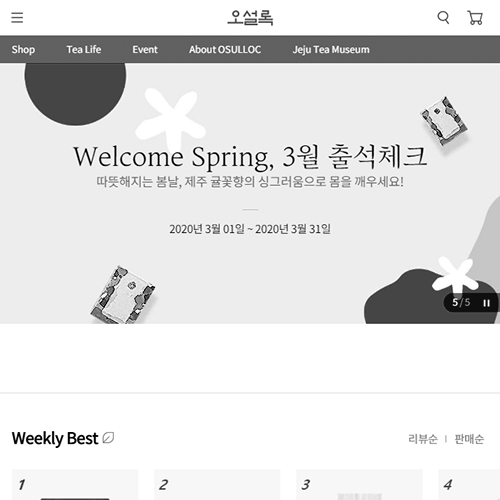 오설록
Shop Tea Life Event About OSULLOC Jeju Tea Museum
Welcome Spring, 3월 출석체크
따뜻해지는 봄날, 제주 귤꽃향의 싱그러움으로 몸을 깨우세요!
2020년 3월 01일 ~ 2020년 3월 31일
5/5
Weekly Best
리뷰순 | 판매순
1 2 3 4